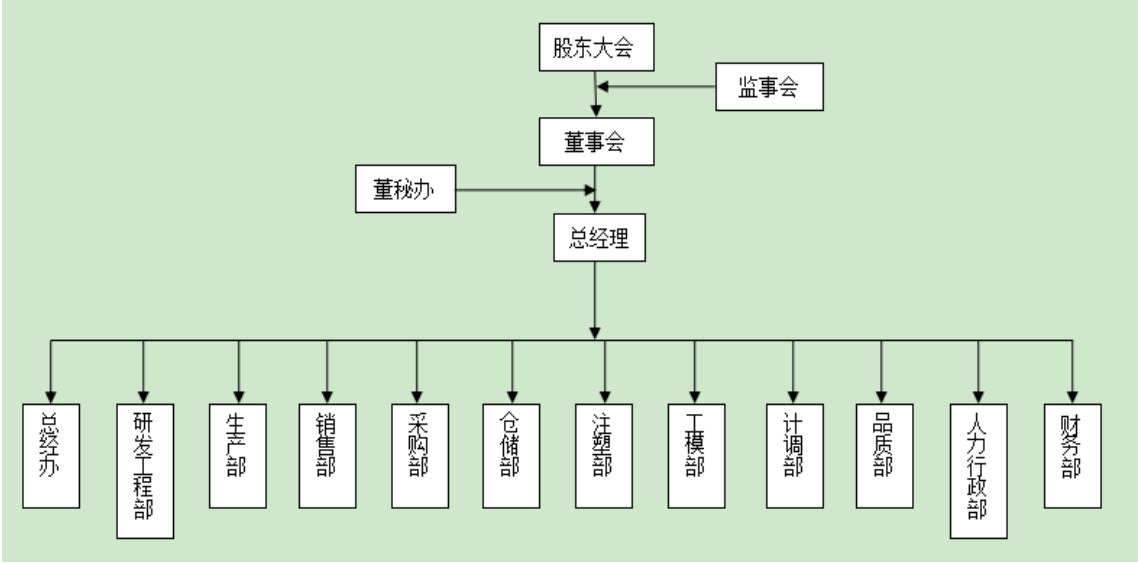 股东大会
监事会
董事会
董秘办
总经理
总经办
研发工程部
生产部
销售部
采购部
仓储部
注塑部
工模部
计调部
品质部
人力行政部
财务部